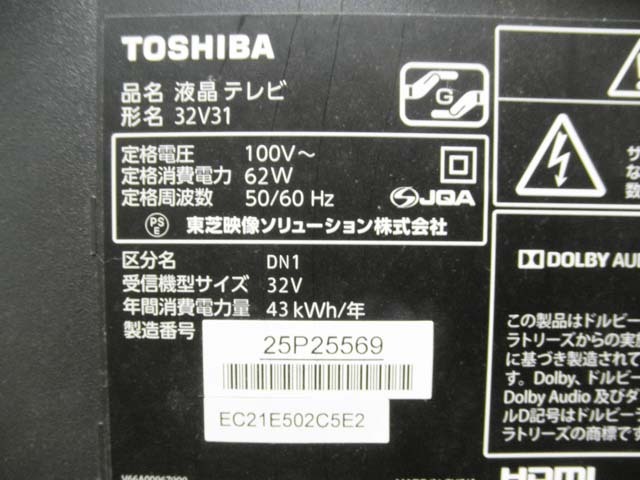 TOSHIBA
品名 液晶テレビ
形名 32V31
G
定格電圧 100V～
定格消費電力 62W
定格周波数 50/60 Hz
JQA
PS
E
東芝映像ソリューション株式会社
区分名 DN1
受信機型サイズ 32V
年間消費電力量 43kWh/年
製造番号
25P25569
EC21E502C5E2
サ
な
数
DOLBY AUD
この製品はドルビー
ラトリーズからの実
に基づき製造されて
す。Dolby、ドルビー
Dolby Audio 及びダ
ルD記号はドルビー
ラトリーズの商標で
HDMI